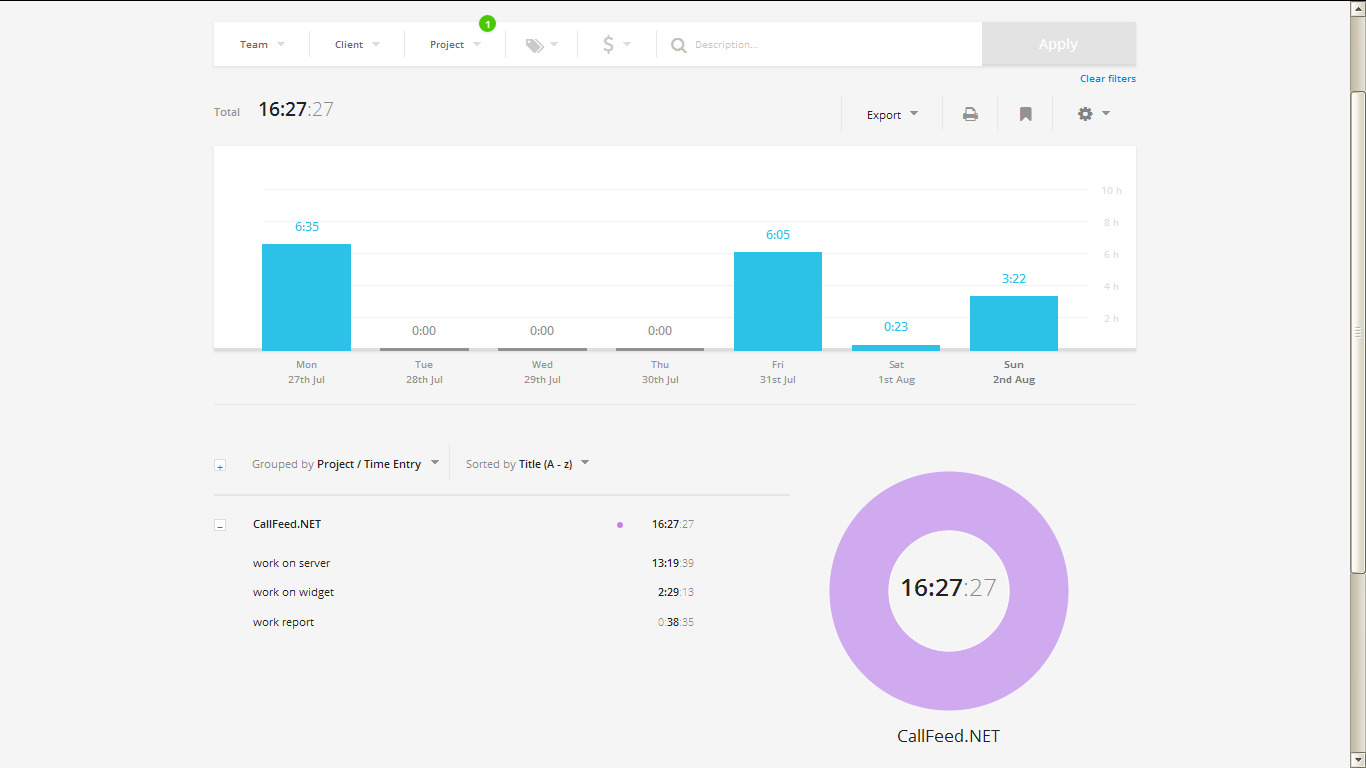 1
Team Client Project $ Description... Apply
Clear filters
Total 16:27:27 Export
10 h
8 h
6:35
6:05
6 h
3:22
4 h
0:00 0:00 0:00 0:23
2 h
Mon Tue Wed Thu Fri Sat Sun
27th Jul 28th Jul 29th Jul 30th Jul 31st Jul 1st Aug 2nd Aug
Grouped by Project / Time Entry Sorted by Title (A - z)
CallFeed.NET 16:27:27
work on server 13:19:39
work on widget 2:29:13
work report 0:38:35
16:27:27
CallFeed.NET